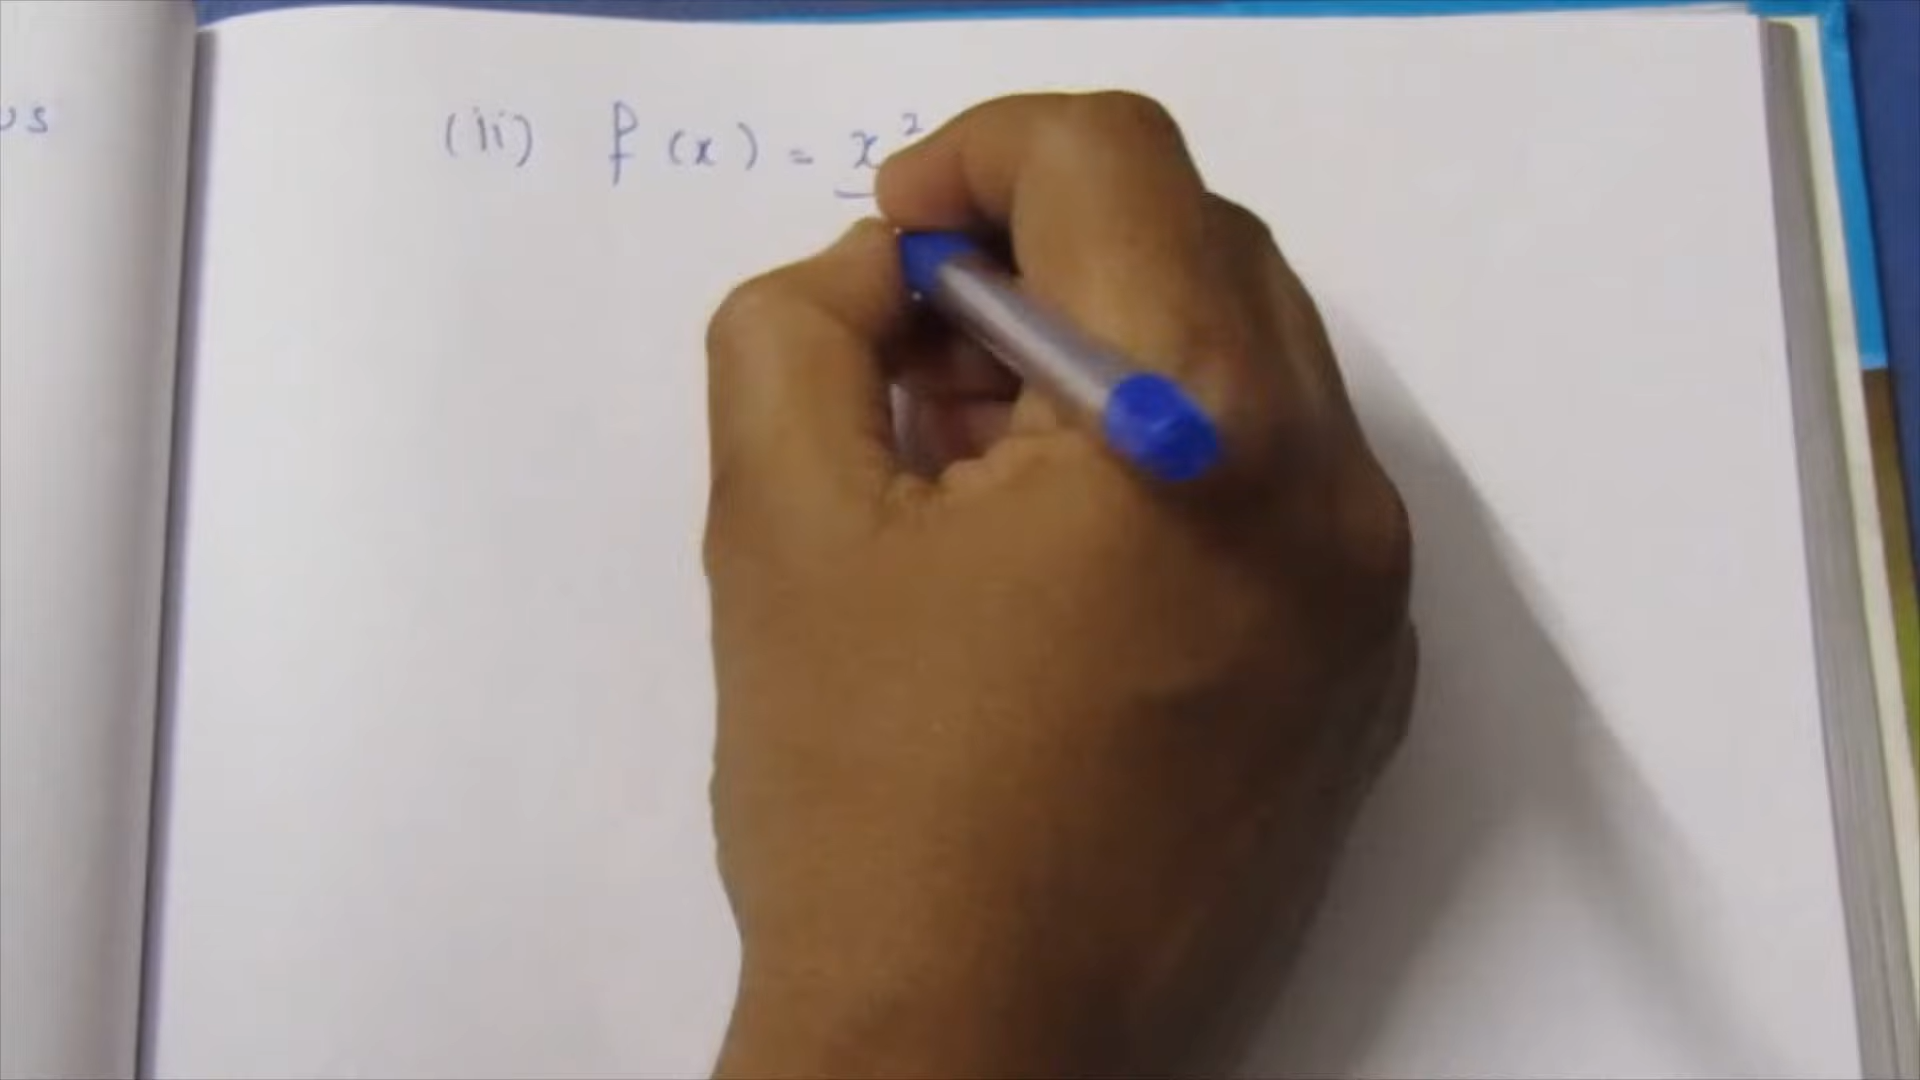 us
(ii) f(x) = x²